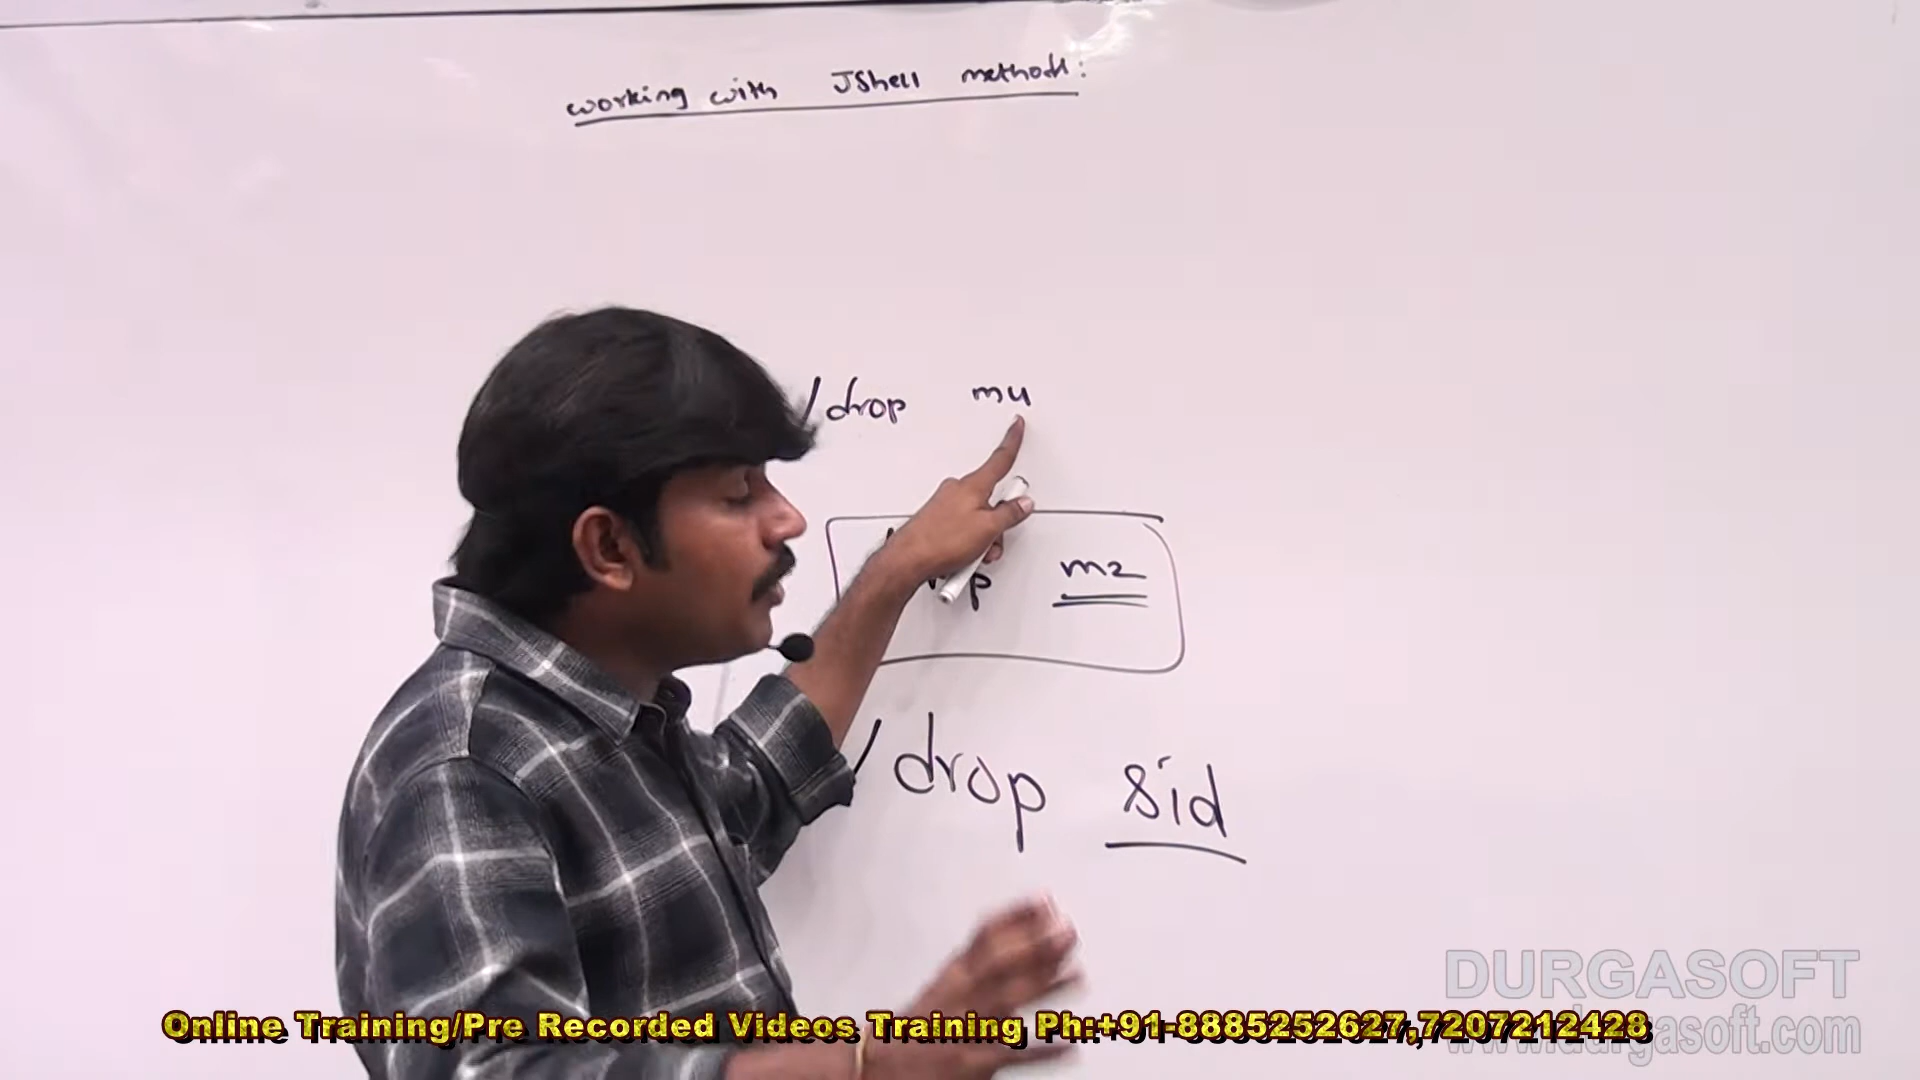 working with JShell methods:
/drop m4
m2
/drop sid
DURGASOFT
www.durgasoft.com
Online Training/Pre Recorded Videos Training Ph:+91-8885252627,7207212428